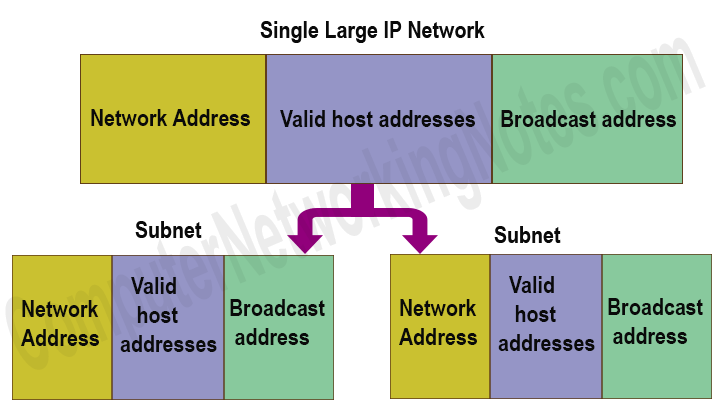 Single Large IP Network
Network Address
Valid host addresses
Broadcast address
Subnet
Network
Address
Valid
host
addresses
Broadcast
address
Subnet
Network
Address
Valid
host
addresses
Broadcast
address
ComputerNetworkingNotes.com